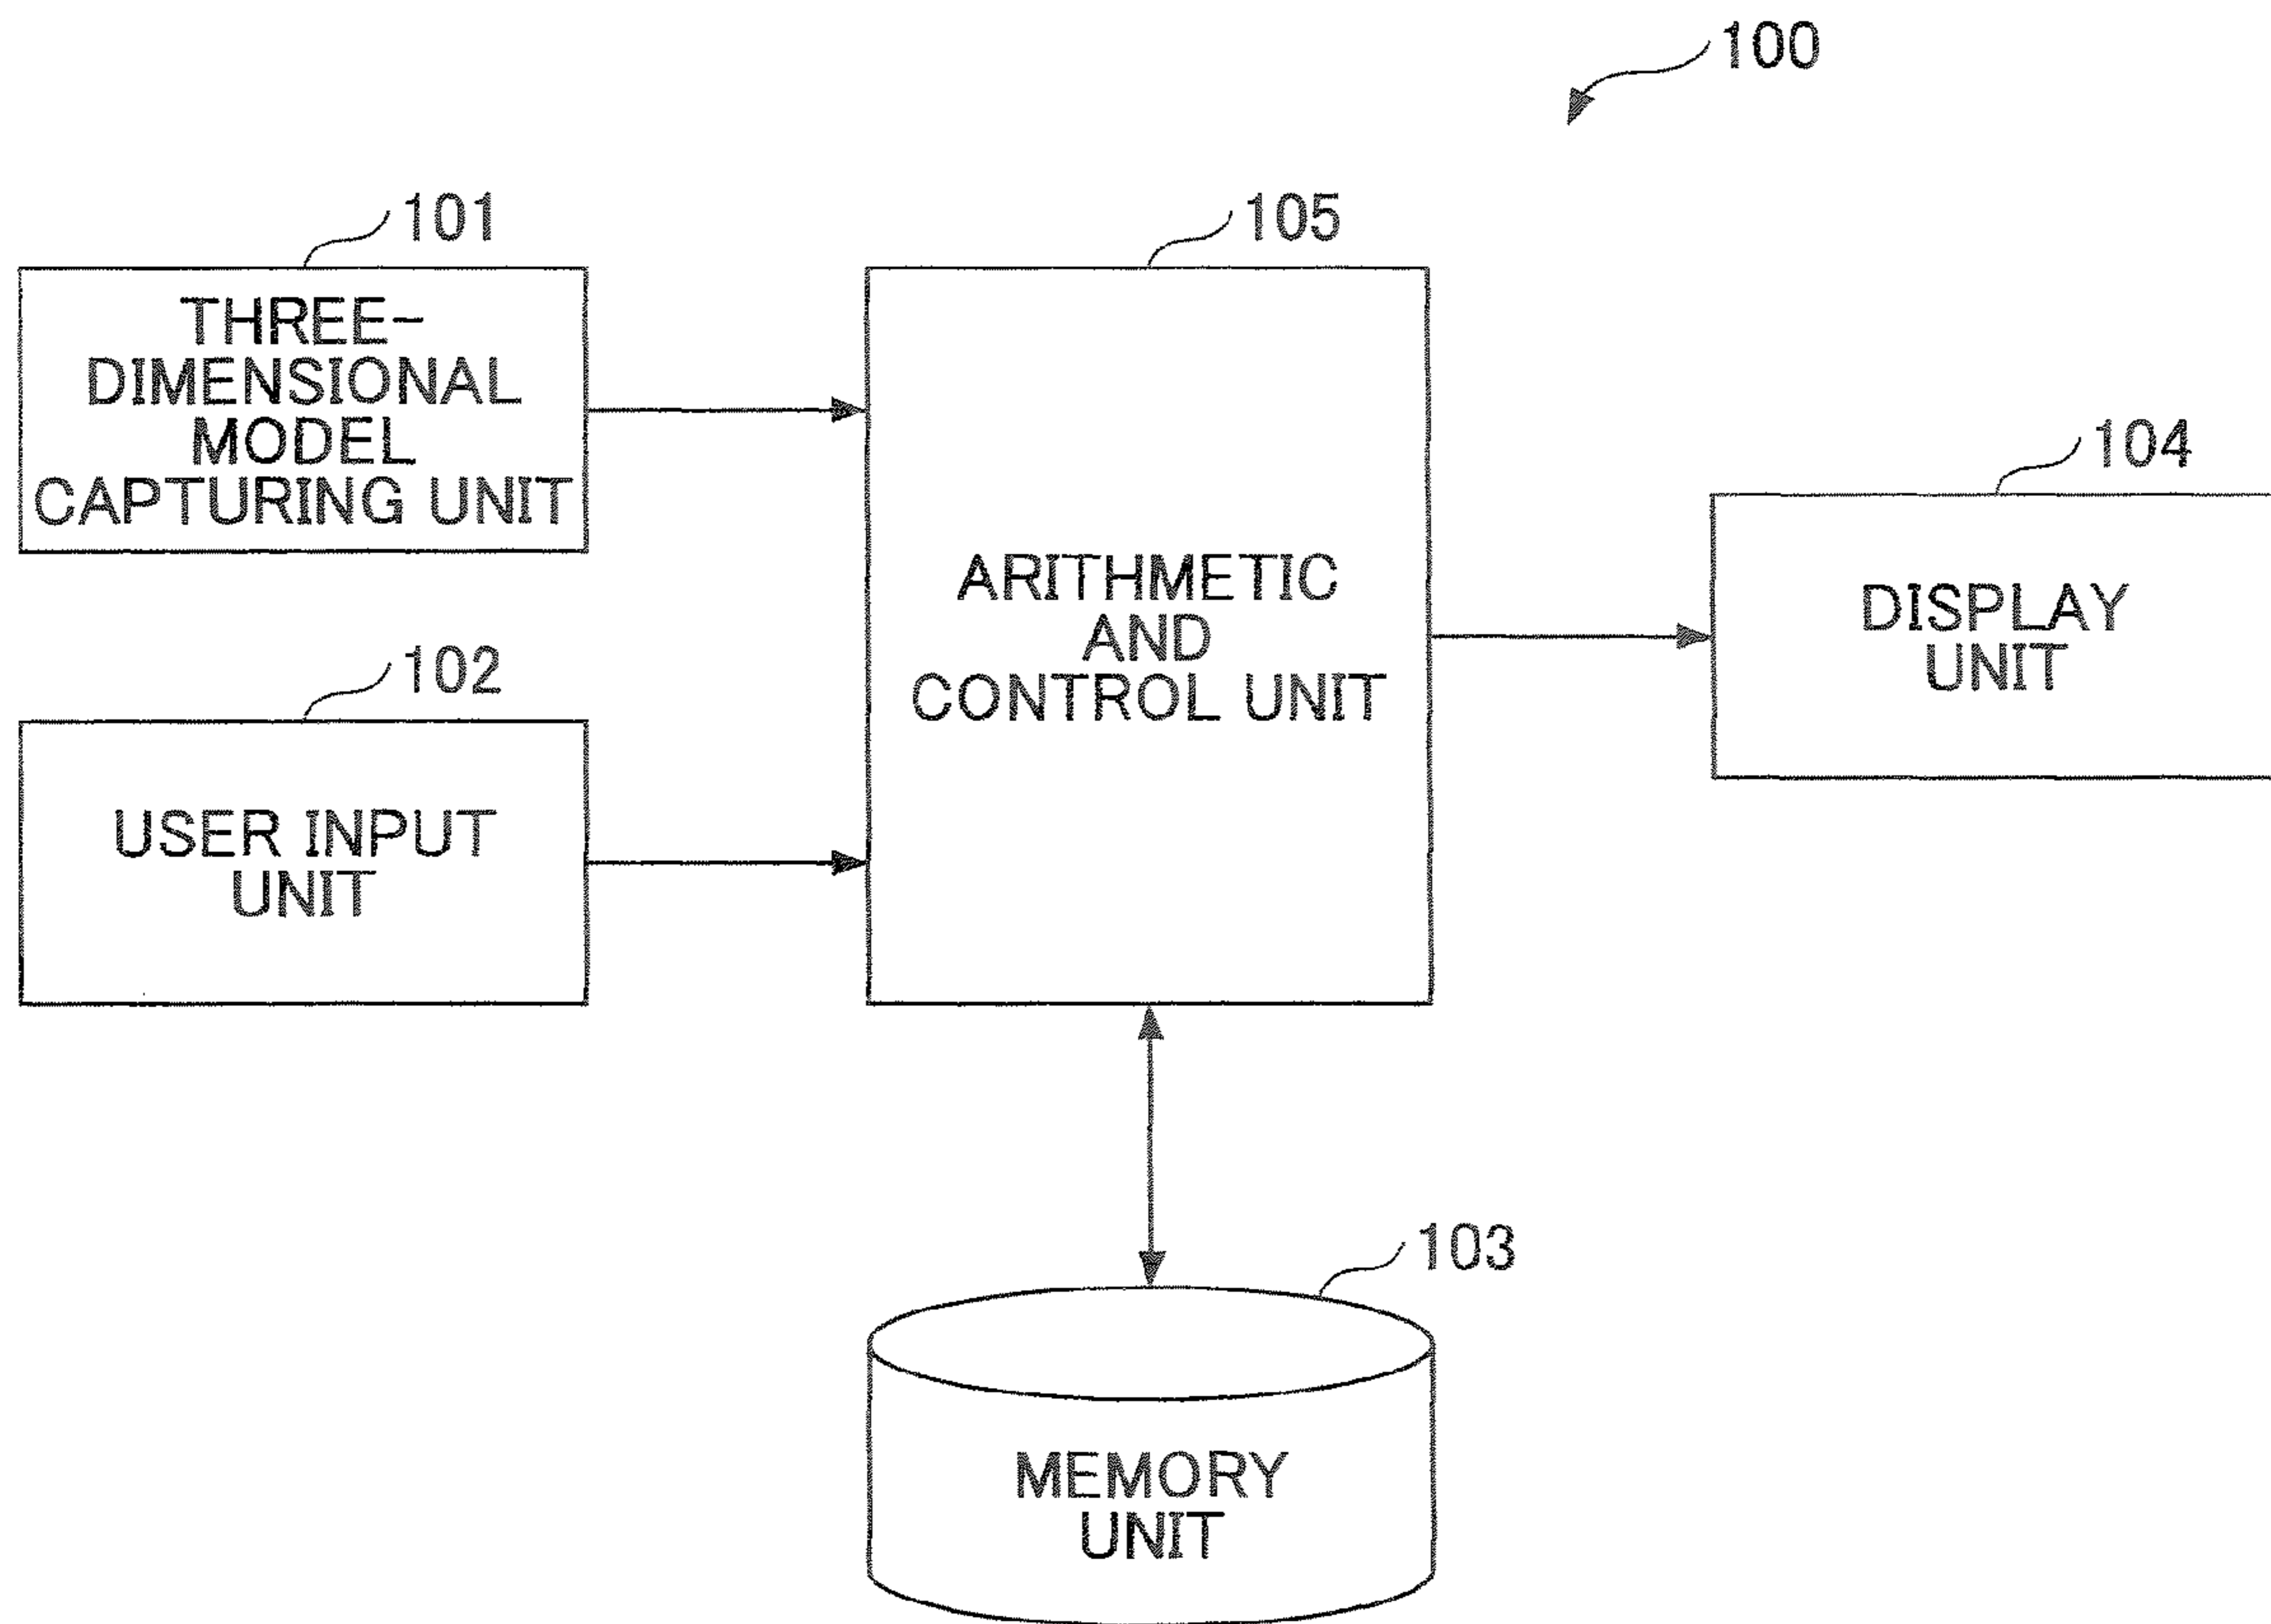 100
101
THREE-
DIMENSIONAL
MODEL
CAPTURING UNIT
105
ARITHMETIC
AND
CONTROL UNIT
104
DISPLAY
UNIT
102
USER INPUT
UNIT
103
MEMORY
UNIT